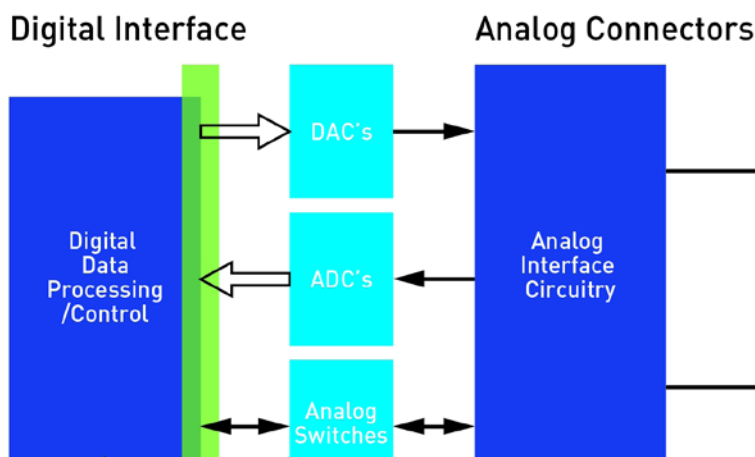 Digital Interface
Analog Connectors
DAC's
Digital
Data
Processing
/Control
ADC's
Analog
Interface
Circuitry
Analog
Switches